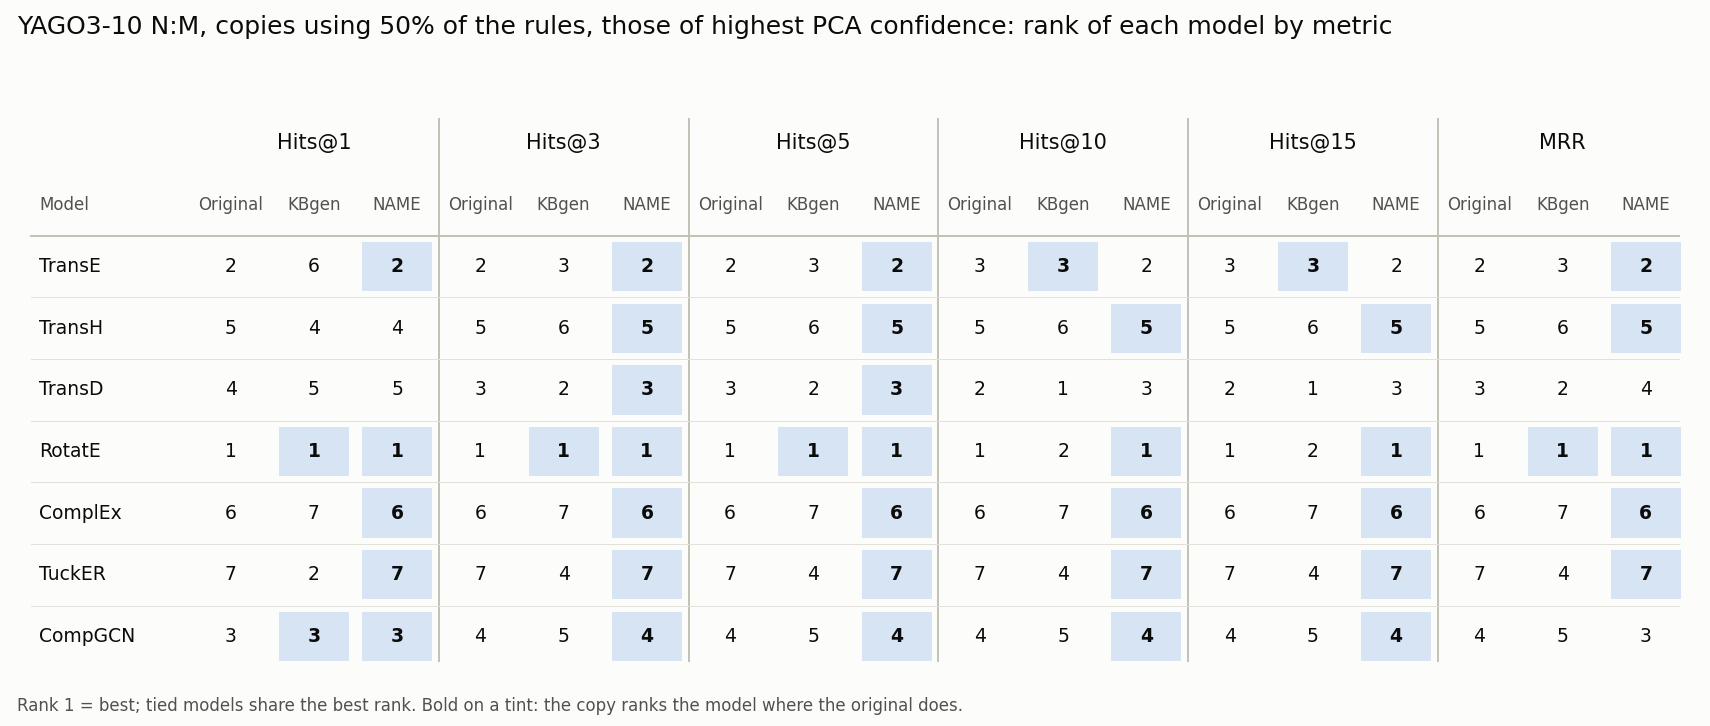 YAGO3-10 N:M, copies using 50% of the rules, those of highest PCA confidence: rank of each model by metric
Hits@1 Hits@3 Hits@5 Hits@10 Hits@15 MRR
Model Original KBgen NAME Original KBgen NAME Original KBgen NAME Original KBgen NAME Original KBgen NAME Original KBgen NAME
TransE 2 6 2 2 3 2 2 3 2 3 3 2 3 3 2 2 3 2
TransH 5 4 4 5 6 5 5 6 5 5 6 5 5 6 5 5 6 5
TransD 4 5 5 3 2 3 3 2 3 2 1 3 2 1 3 3 2 4
RotatE 1 1 1 1 1 1 1 1 1 1 2 1 1 2 1 1 1 1
ComplEx 6 7 6 6 7 6 6 7 6 6 7 6 6 7 6 6 7 6
TuckER 7 2 7 7 4 7 7 4 7 7 4 7 7 4 7 7 4 7
CompGCN 3 3 3 4 5 4 4 5 4 4 5 4 4 5 4 4 5 3
Rank 1 = best; tied models share the best rank. Bold on a tint: the copy ranks the model where the original does.